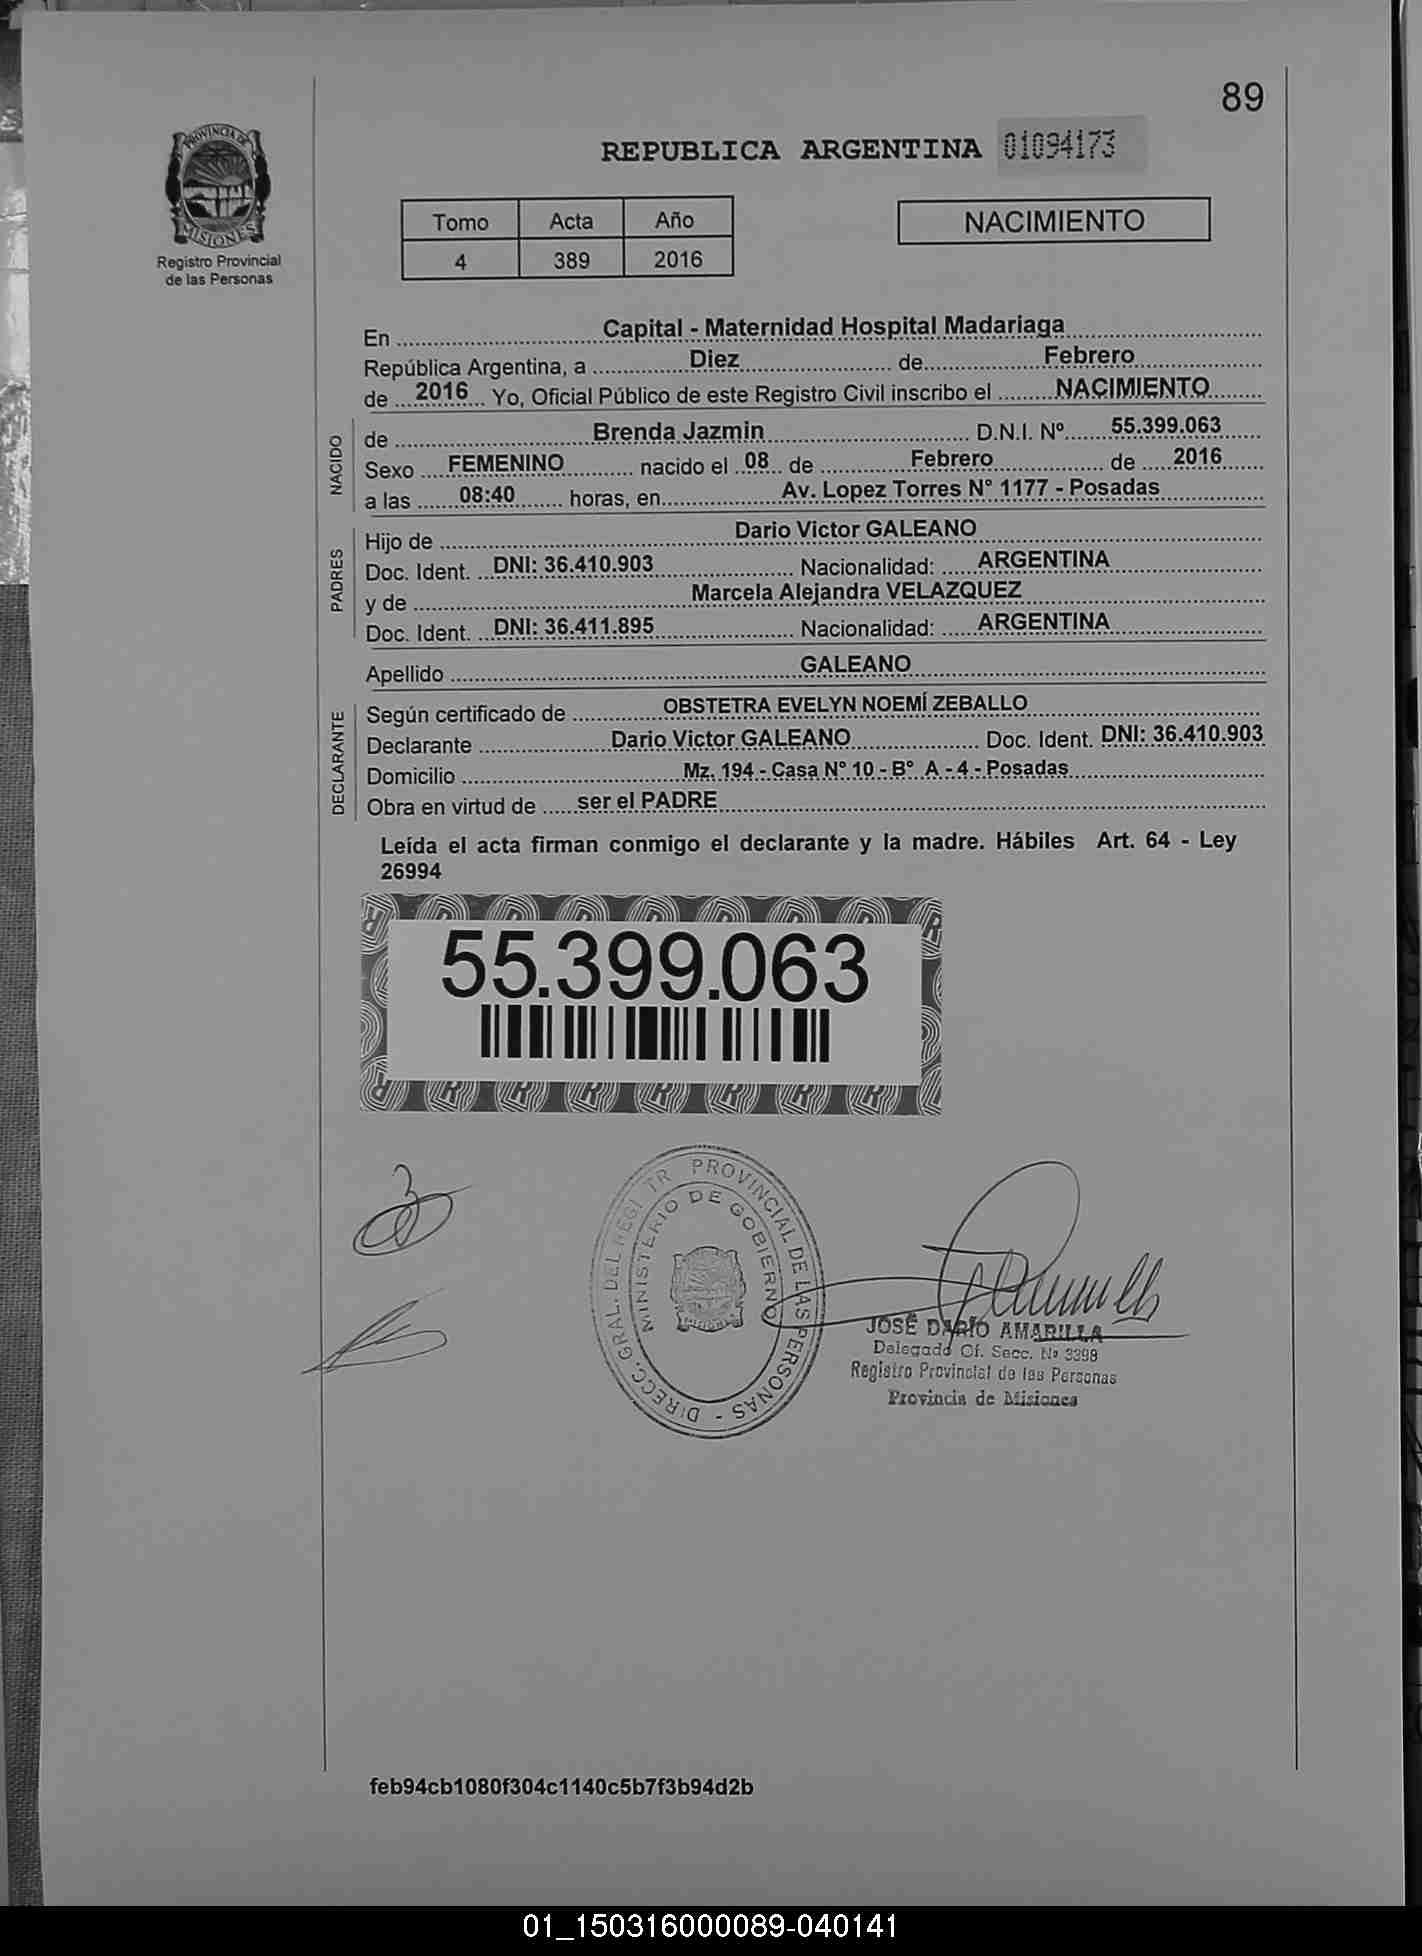 89
PROVINCIA DE
MISIONES
Registro Provincial
de las Personas
REPUBLICA ARGENTINA 01094173
Tomo Acta Año
4 389 2016
NACIMIENTO
En Capital - Maternidad Hospital Madariaga
República Argentina, a Diez de Febrero
de 2016 Yo, Oficial Público de este Registro Civil inscribo el NACIMIENTO
NACIDO
de Brenda Jazmin D.N.I. Nº 55.399.063
Sexo FEMENINO nacido el 08 de Febrero de 2016
a las 08:40 horas, en Av. Lopez Torres N° 1177 - Posadas
PADRES
Hijo de Dario Victor GALEANO
Doc. Ident. DNI: 36.410.903 Nacionalidad: ARGENTINA
y de Marcela Alejandra VELAZQUEZ
Doc. Ident. DNI: 36.411.895 Nacionalidad: ARGENTINA
Apellido GALEANO
DECLARANTE
Según certificado de OBSTETRA EVELYN NOEMÍ ZEBALLO
Declarante Dario Victor GALEANO Doc. Ident. DNI: 36.410.903
Domicilio Mz. 194 - Casa N° 10 - B° A - 4 - Posadas
Obra en virtud de ser el PADRE
Leída el acta firman conmigo el declarante y la madre. Hábiles Art. 64 - Ley
26994
55.399.063
DIRECC. GRAL. DEL REGI TR PROVINCIAL DE LAS PERSONAS -
MINISTERIO DE GOBIERNO
JOSÉ DARÍO AMARILLA
Delegado Of. Secc. Nº 3398
Registro Provincial de las Personas
Provincia de Misiones
feb94cb1080f304c1140c5b7f3b94d2b
01_150316000089-040141